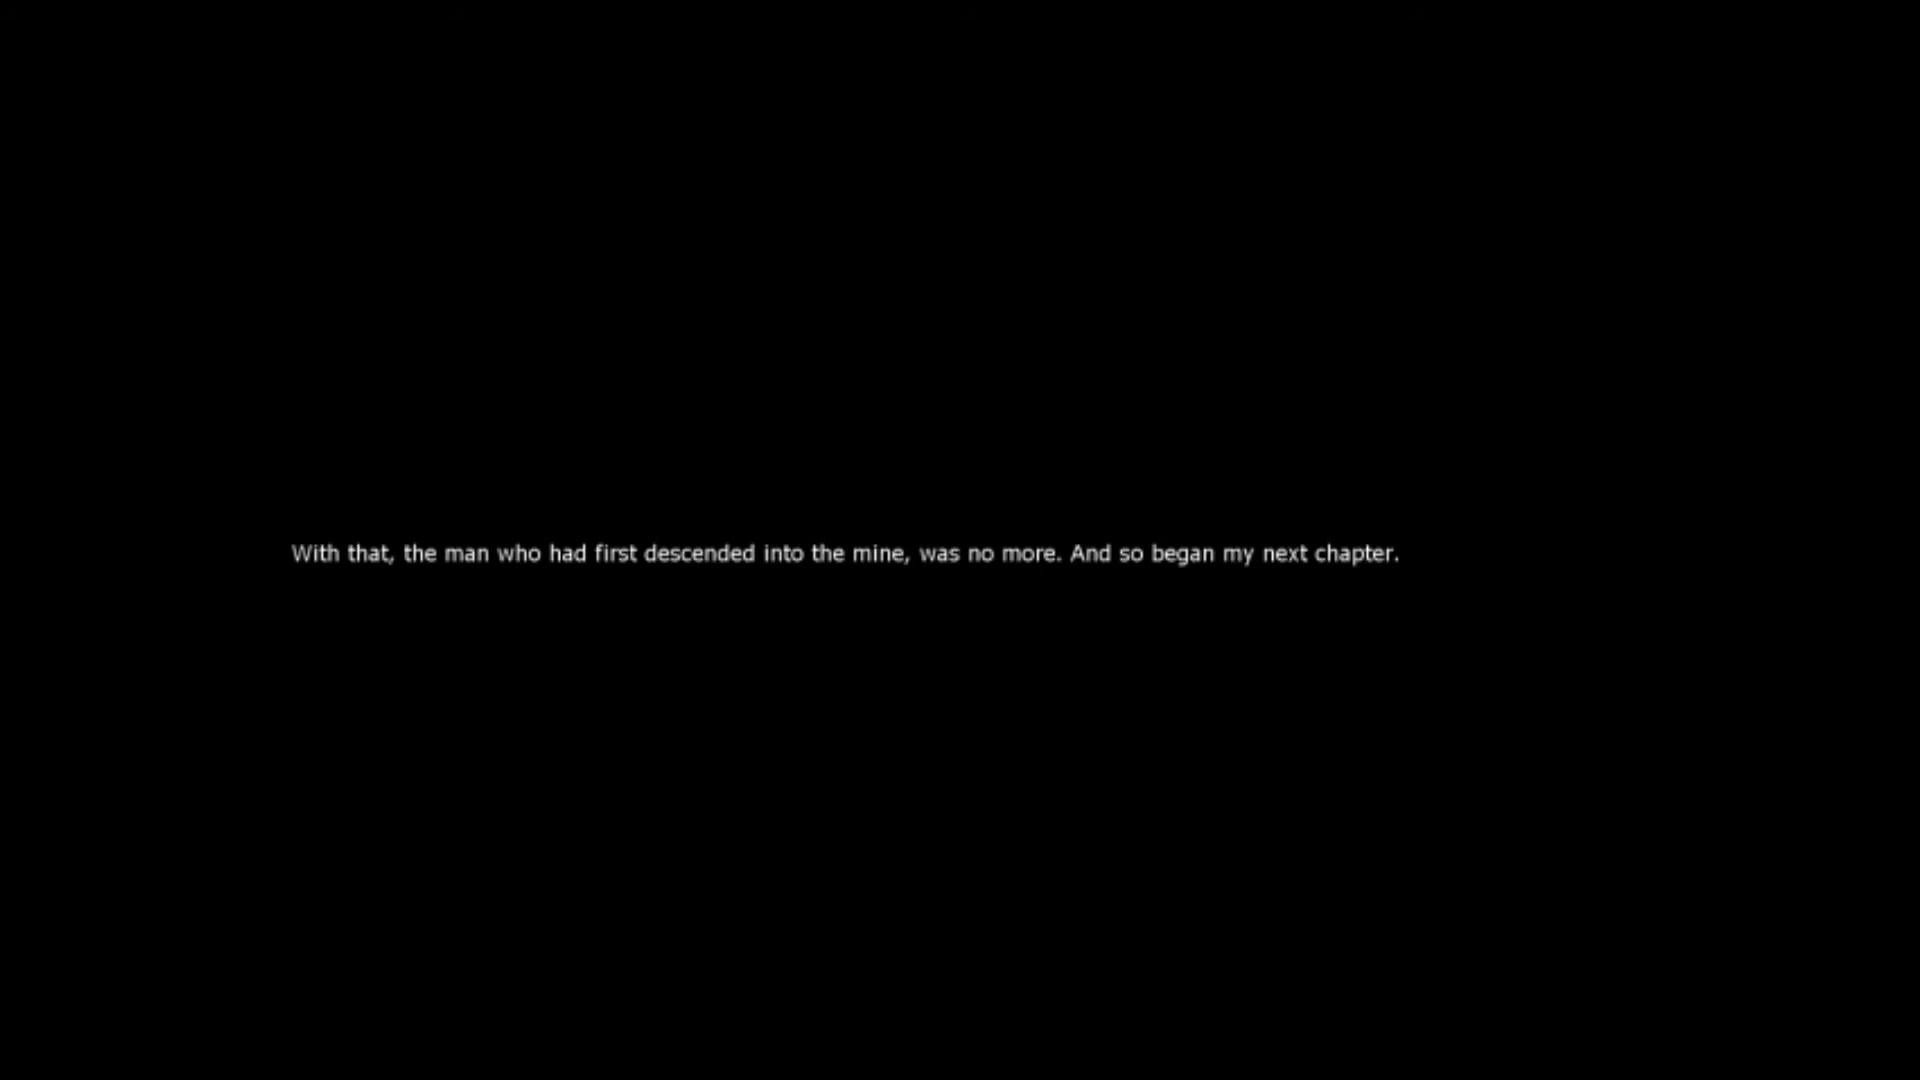 With that, the man who had first descended into the mine, was no more. And so began my next chapter.